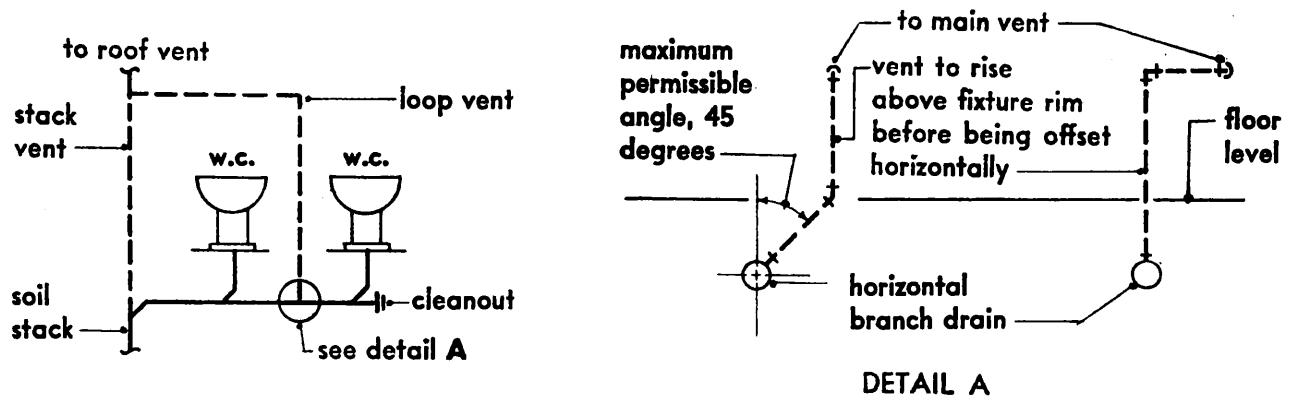 to roof vent
stack
vent
loop vent
w.c.
w.c.
soil
stack
cleanout
see detail A
maximum
permissible
angle, 45
degrees
to main vent
vent to rise
above fixture rim
before being offset
horizontally
floor
level
horizontal
branch drain
DETAIL A